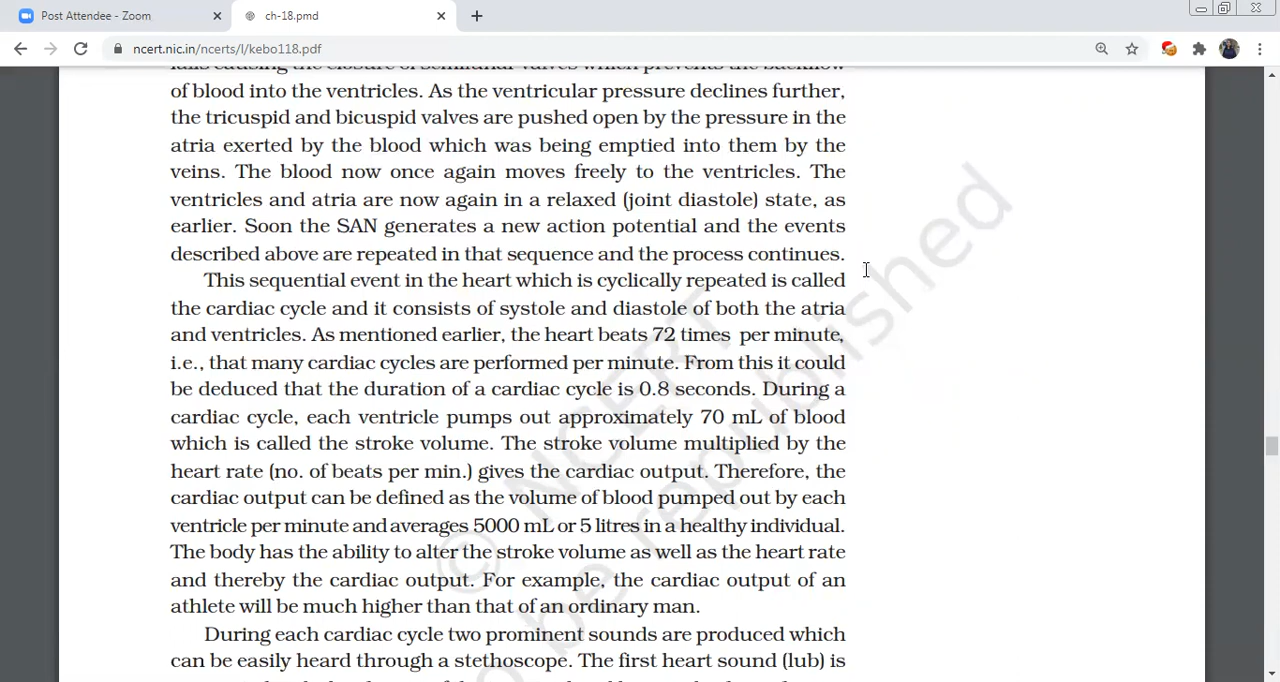 Post Attendee - Zoom
ch-18.pmd
ncert.nic.in/ncerts/l/kebo118.pdf
falls causing the closure of semilunar valves which prevents the backflow
of blood into the ventricles. As the ventricular pressure declines further,
the tricuspid and bicuspid valves are pushed open by the pressure in the
atria exerted by the blood which was being emptied into them by the
veins. The blood now once again moves freely to the ventricles. The
ventricles and atria are now again in a relaxed (joint diastole) state, as
earlier. Soon the SAN generates a new action potential and the events
described above are repeated in that sequence and the process continues.
This sequential event in the heart which is cyclically repeated is called
the cardiac cycle and it consists of systole and diastole of both the atria
and ventricles. As mentioned earlier, the heart beats 72 times per minute,
i.e., that many cardiac cycles are performed per minute. From this it could
be deduced that the duration of a cardiac cycle is 0.8 seconds. During a
cardiac cycle, each ventricle pumps out approximately 70 mL of blood
which is called the stroke volume. The stroke volume multiplied by the
heart rate (no. of beats per min.) gives the cardiac output. Therefore, the
cardiac output can be defined as the volume of blood pumped out by each
ventricle per minute and averages 5000 mL or 5 litres in a healthy individual.
The body has the ability to alter the stroke volume as well as the heart rate
and thereby the cardiac output. For example, the cardiac output of an
athlete will be much higher than that of an ordinary man.
During each cardiac cycle two prominent sounds are produced which
can be easily heard through a stethoscope. The first heart sound (lub) is
© NCERT
be republished